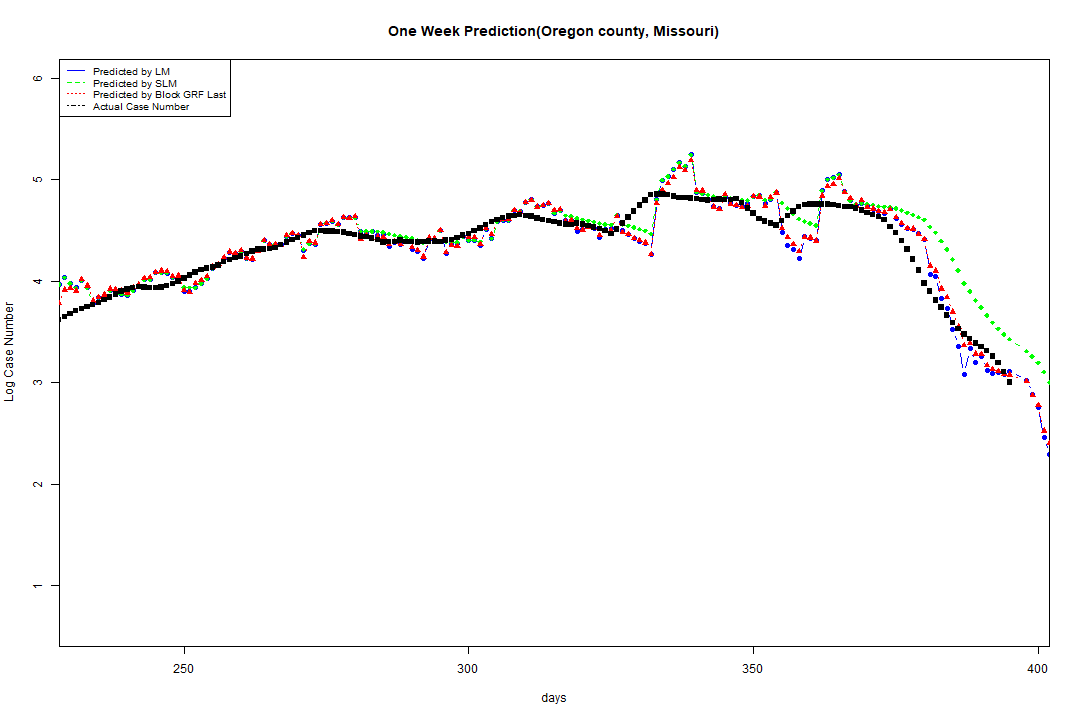 One Week Prediction(Oregon county, Missouri)
Predicted by LM
Predicted by SLM
Predicted by Block GRF Last
Actual Case Number
6
5
4
3
2
1
Log Case Number
250
300
350
400
days